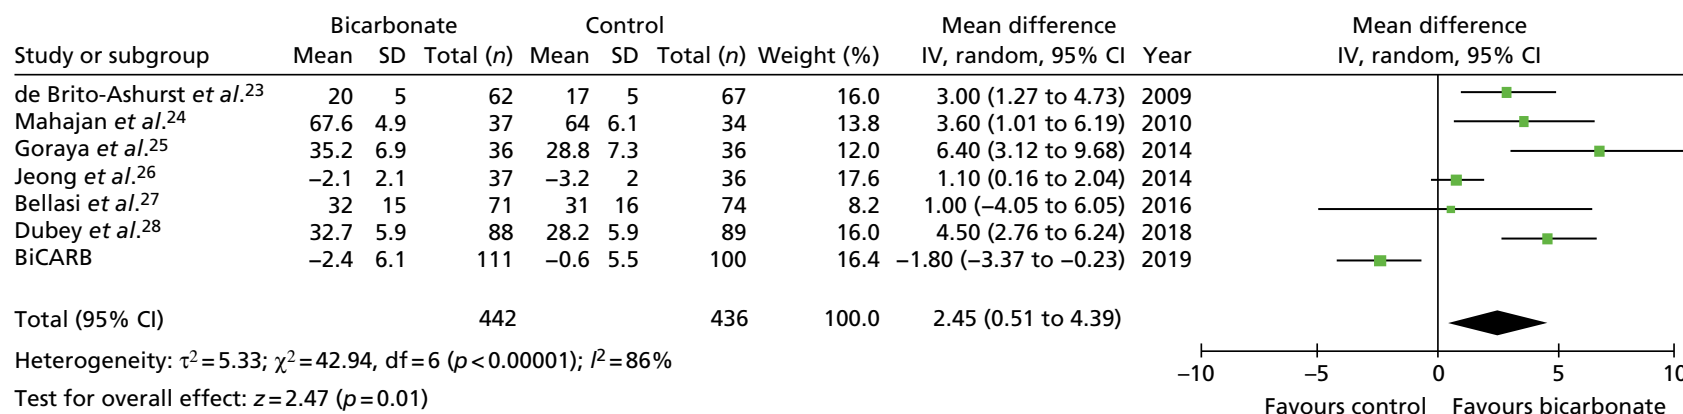 Bicarbonate Control Mean difference Mean difference
Study or subgroup Mean SD Total (n) Mean SD Total (n) Weight (%) IV, random, 95% CI Year IV, random, 95% CI
de Brito-Ashurst et al.23 20 5 62 17 5 67 16.0 3.00 (1.27 to 4.73) 2009
Mahajan et al.24 67.6 4.9 37 64 6.1 34 13.8 3.60 (1.01 to 6.19) 2010
Goraya et al.25 35.2 6.9 36 28.8 7.3 36 12.0 6.40 (3.12 to 9.68) 2014
Jeong et al.26 −2.1 2.1 37 −3.2 2 36 17.6 1.10 (0.16 to 2.04) 2014
Bellasi et al.27 32 15 71 31 16 74 8.2 1.00 (−4.05 to 6.05) 2016
Dubey et al.28 32.7 5.9 88 28.2 5.9 89 16.0 4.50 (2.76 to 6.24) 2018
BiCARB −2.4 6.1 111 −0.6 5.5 100 16.4 −1.80 (−3.37 to −0.23) 2019
Total (95% CI) 442 436 100.0 2.45 (0.51 to 4.39)
Heterogeneity: τ2=5.33; χ2=42.94, df=6 (p<0.00001); I2=86%
Test for overall effect: z=2.47 (p=0.01)
−10 −5 0 5 10
Favours control Favours bicarbonate